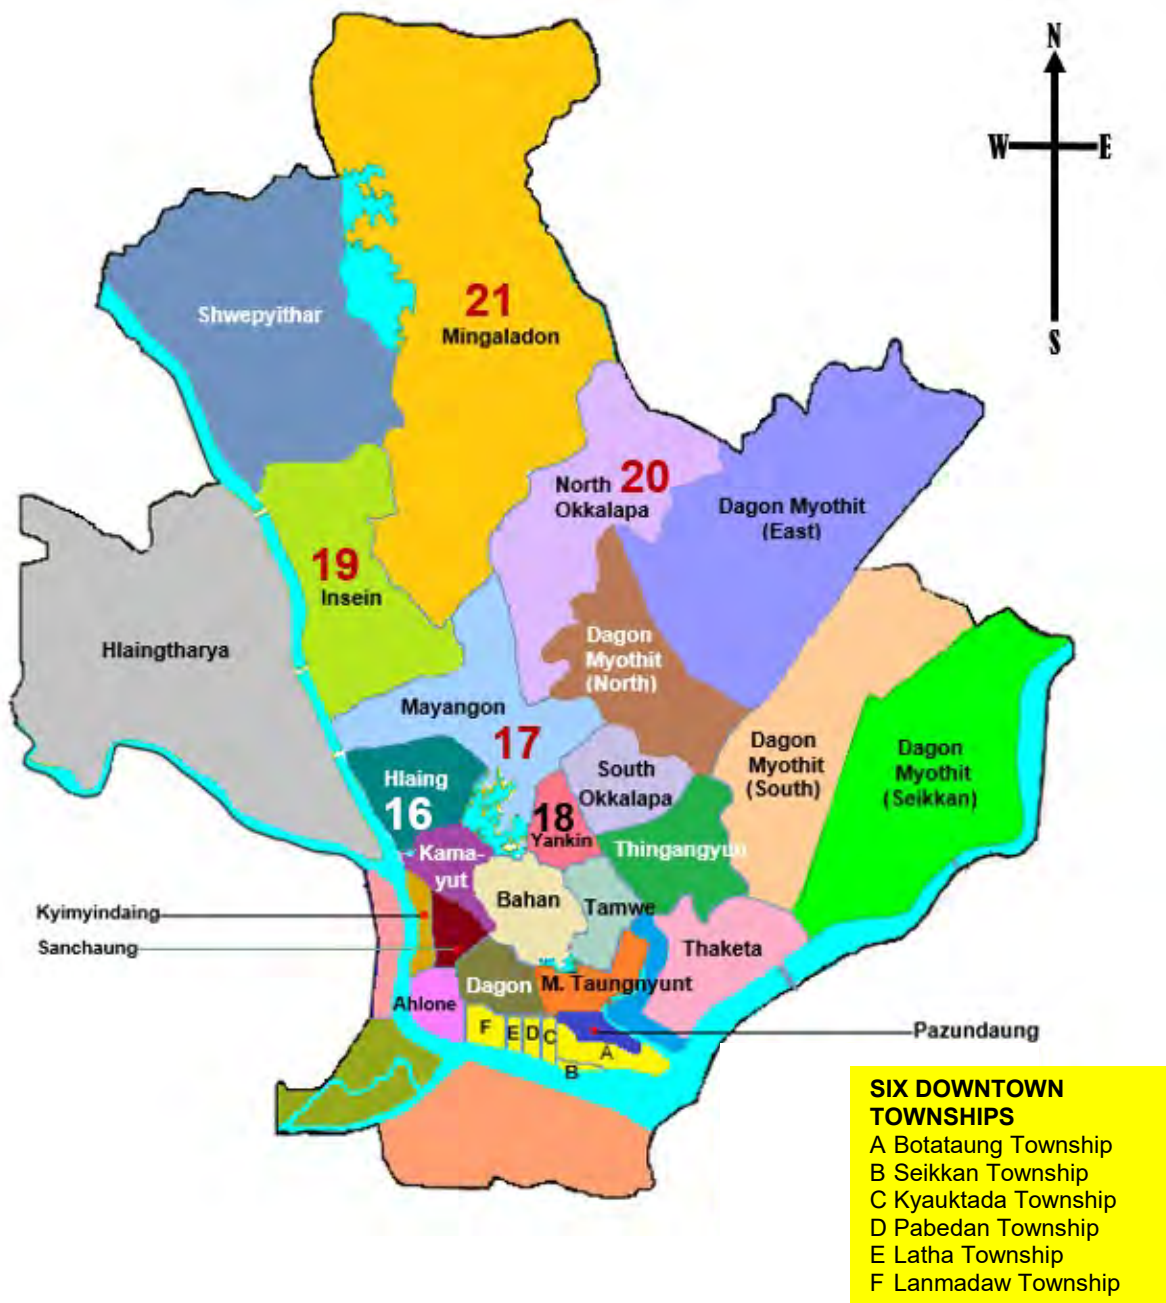 N
W E
S
21
Mingaladon
Shwepyithar
North 20
Okkalapa
Dagon Myothit
(East)
19
Insein
Hlaingtharya
Dagon
Myothit
(North)
Mayangon
17
Dagon
Myothit
(South)
Dagon
Myothit
(Seikkan)
South
Okkalapa
Hlaing
16
18
Yankin
Thingangyun
Kama-
yut
Bahan
Tamwe
Kyimyindaing
Sanchaung
Thaketa
Dagon
M. Taungnyunt
Ahlone
F
E
D
C
A
B
Pazundaung
SIX DOWNTOWN
TOWNSHIPS
A Botataung Township
B Seikkan Township
C Kyauktada Township
D Pabedan Township
E Latha Township
F Lanmadaw Township